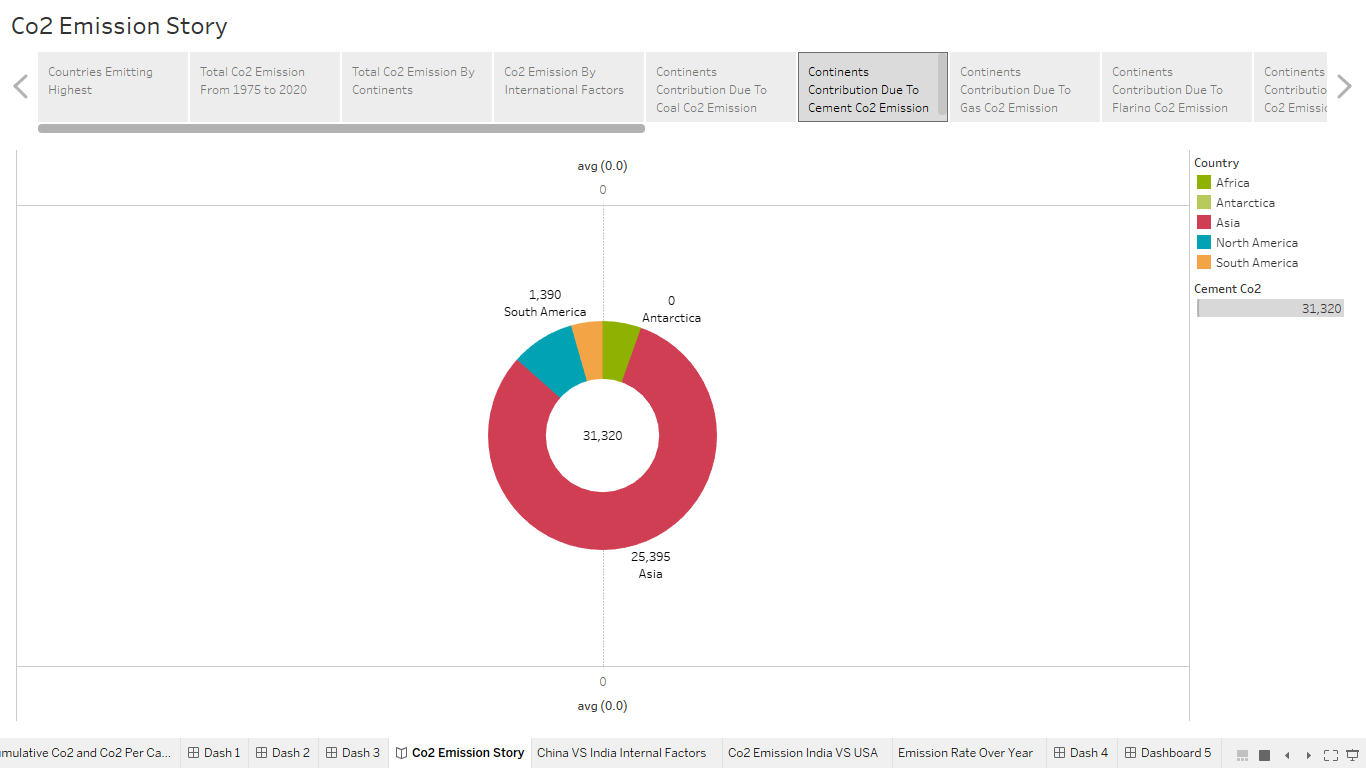 Co2 Emission Story
Countries Emitting
Highest
Total Co2 Emission
From 1975 to 2020
Total Co2 Emission By
Continents
Co2 Emission By
International Factors
Continents
Contribution Due To
Coal Co2 Emission
Continents
Contribution Due To
Cement Co2 Emission
Continents
Contribution Due To
Gas Co2 Emission
Continents
Contribution Due To
Flaring Co2 Emission
Continents
Contributio
Co2 Emissio
avg (0.0)
0
Country
Africa
Antarctica
Asia
North America
South America
Cement Co2
31,320
1,390
South America
0
Antarctica
31,320
25,395
Asia
0
avg (0.0)
umulative Co2 and Co2 Per Ca...
Dash 1
Dash 2
Dash 3
Co2 Emission Story
China VS India Internal Factors
Co2 Emission India VS USA
Emission Rate Over Year
Dash 4
Dashboard 5